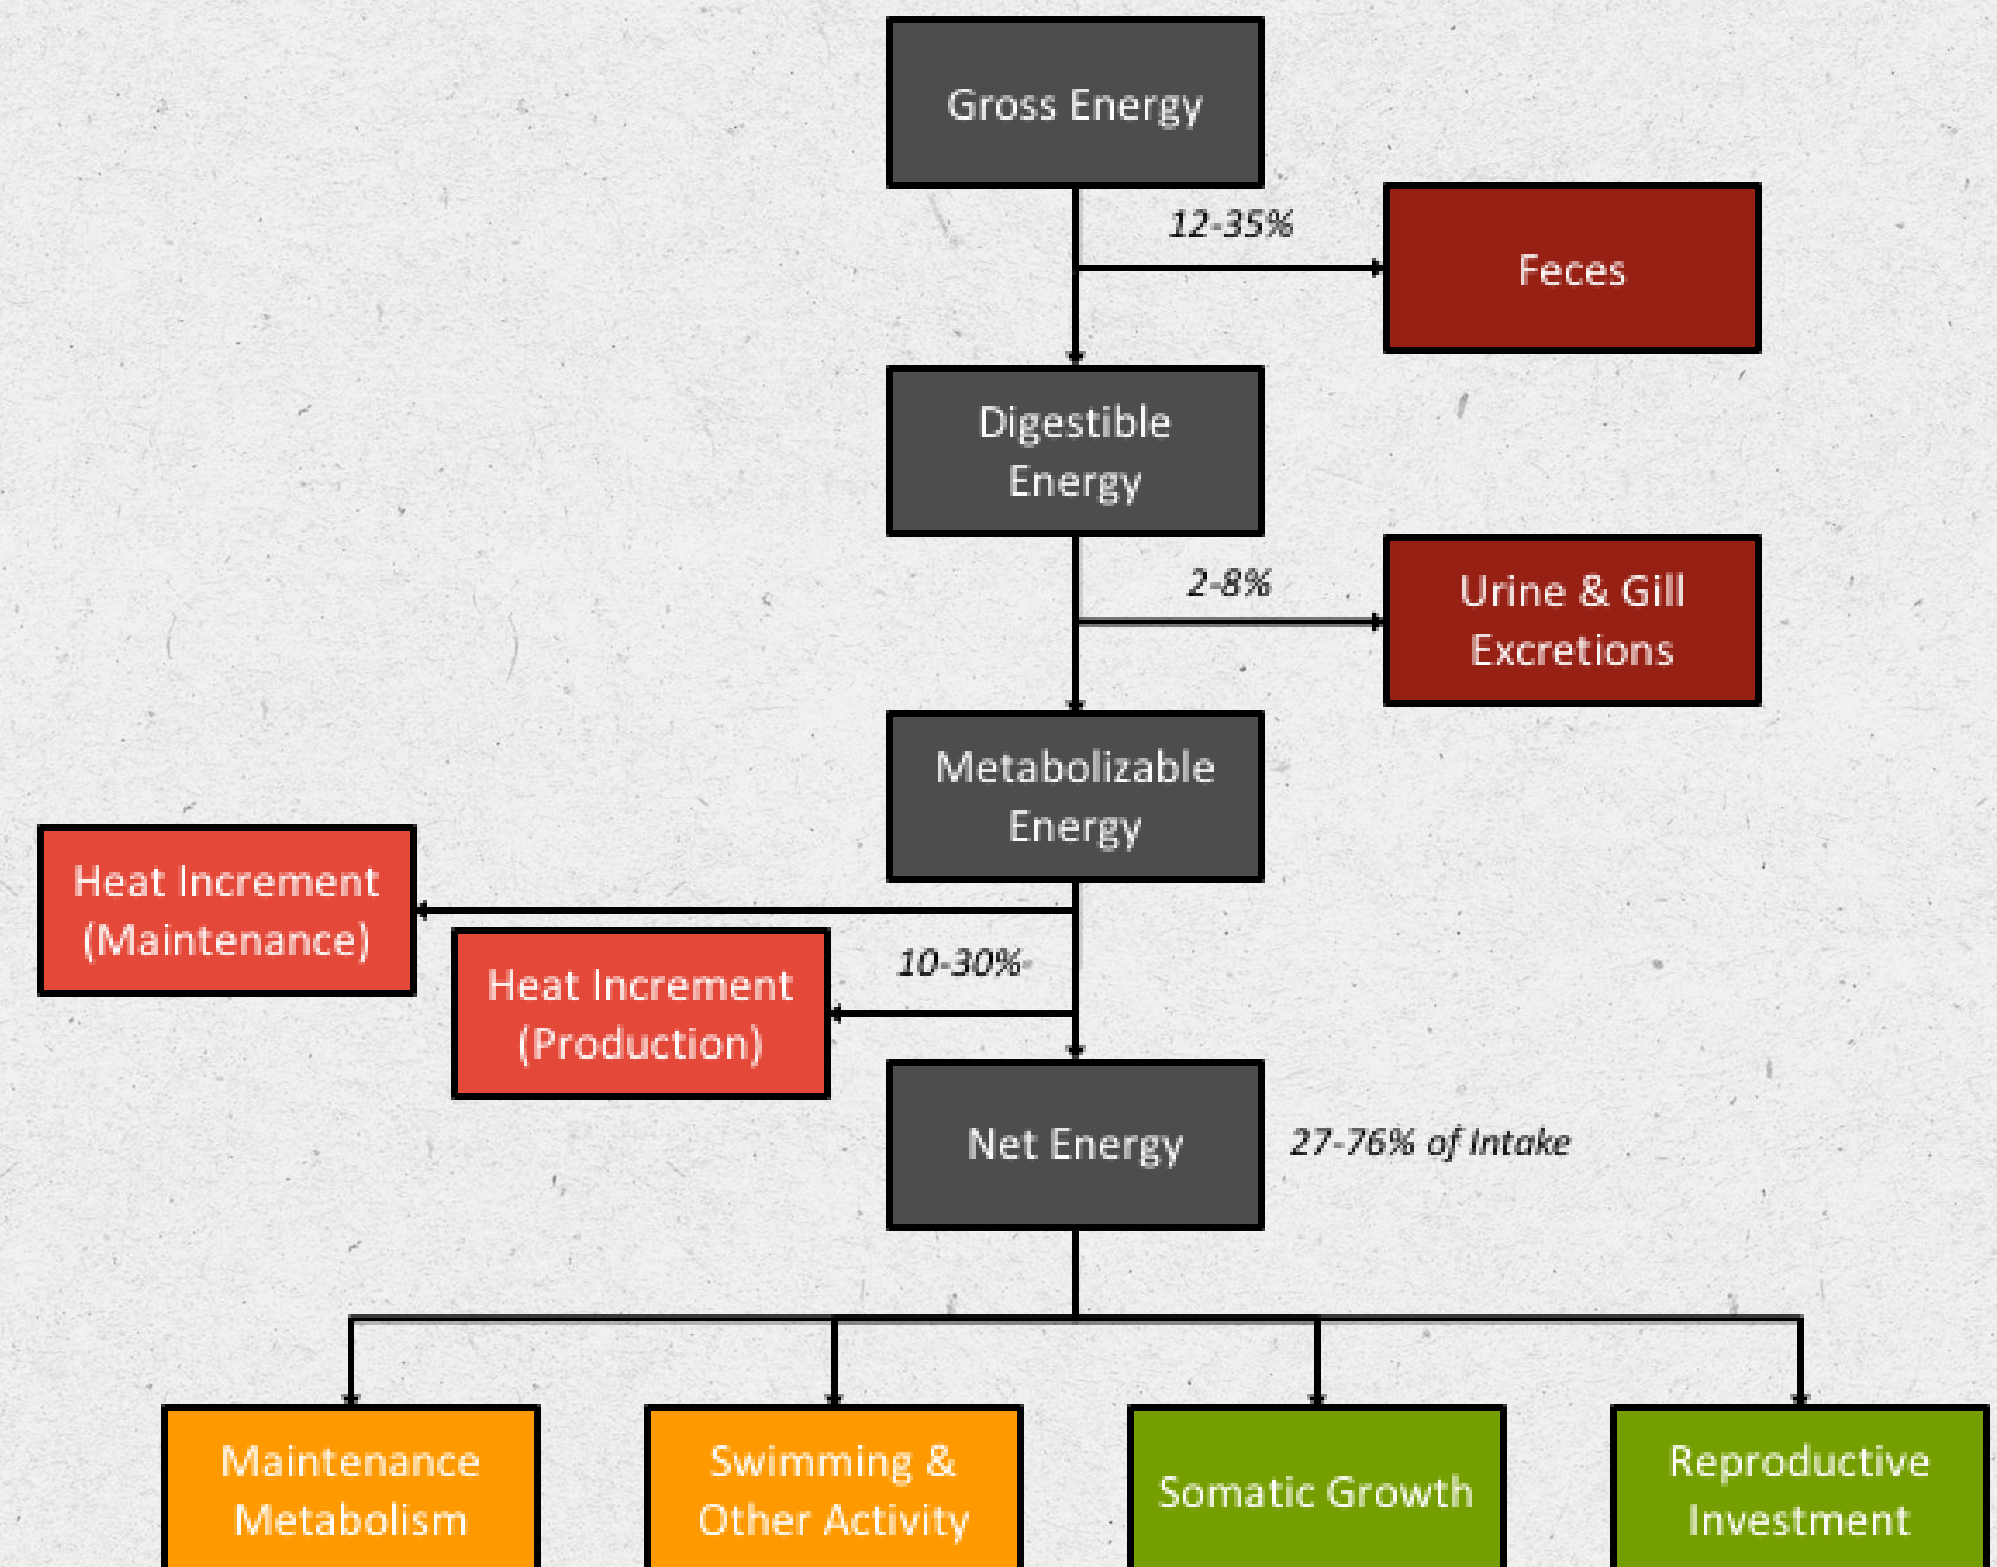 Gross Energy
12-35%
Feces
Digestible
Energy
2-8%
Urine & Gill
Excretions
Metabolizable
Energy
Heat Increment
(Maintenance)
10-30%
Heat Increment
(Production)
Net Energy
27-76% of Intake
Maintenance
Metabolism
Swimming &
Other Activity
Somatic Growth
Reproductive
Investment